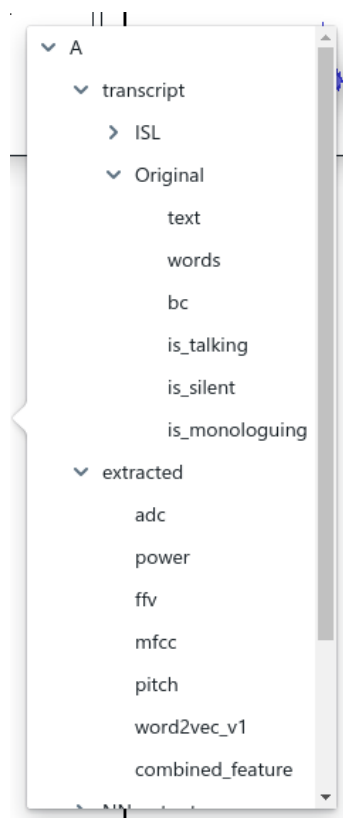 A
transcript
ISL
Original
text
words
bc
is_talking
is_silent
is_monologuing
extracted
adc
power
ffv
mfcc
pitch
word2vec_v1
combined_feature